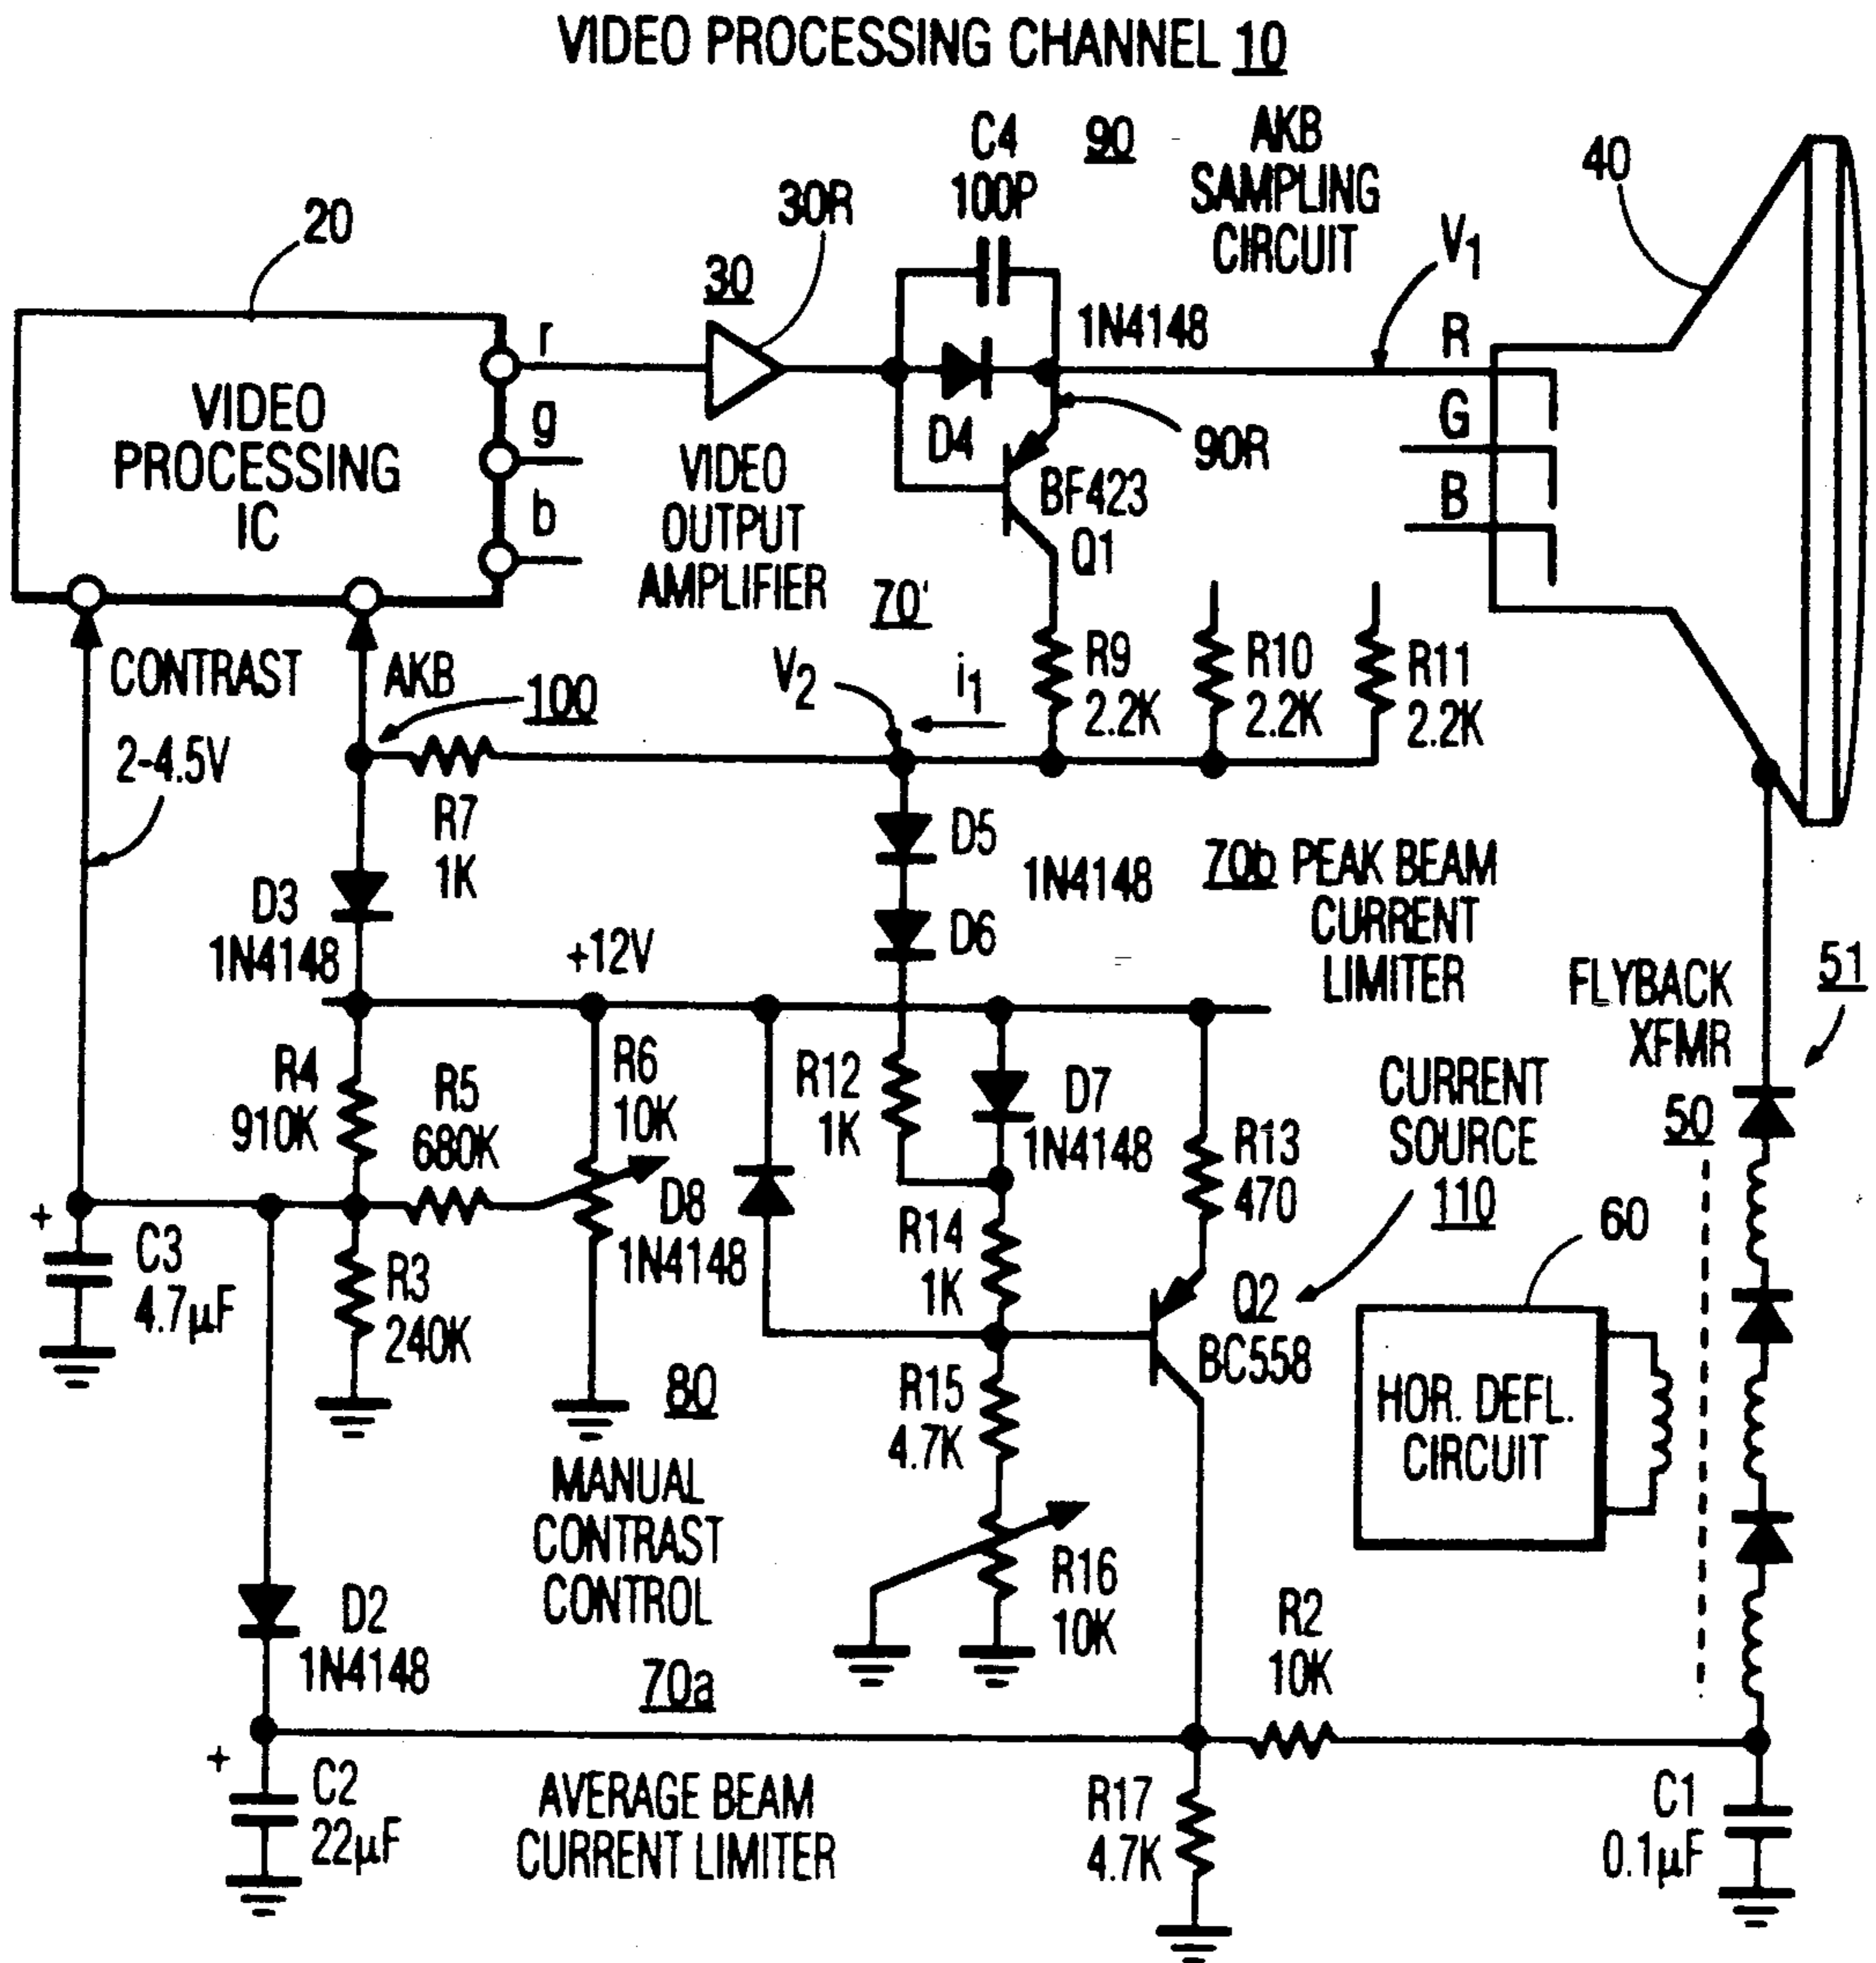 VIDEO PROCESSING CHANNEL 10
20
VIDEO
PROCESSING
IC
r
g
b
30
30R
VIDEO
OUTPUT
AMPLIFIER
C4
100P
90
AKB
SAMPLING
CIRCUIT
1N4148
D4
90R
BF423
Q1
V1
40
R
G
B
CONTRAST
AKB
100
2-4.5V
70'
V2
i1
R9
2.2K
R10
2.2K
R11
2.2K
R7
1K
D3
1N4148
D5
D6
1N4148
70b PEAK BEAM
CURRENT
LIMITER
+12V
FLYBACK
XFMR
51
50
R4
910K
R5
680K
R6
10K
R12
1K
D7
1N4148
R13
470
CURRENT
SOURCE
110
60
D8
1N4148
R14
1K
+
C3
4.7µF
R3
240K
Q2
BC558
HOR. DEFL.
CIRCUIT
80
MANUAL
CONTRAST
CONTROL
R15
4.7K
R16
10K
D2
1N4148
70a
R2
10K
+
C2
22µF
AVERAGE BEAM
CURRENT LIMITER
R17
4.7K
C1
0.1µF